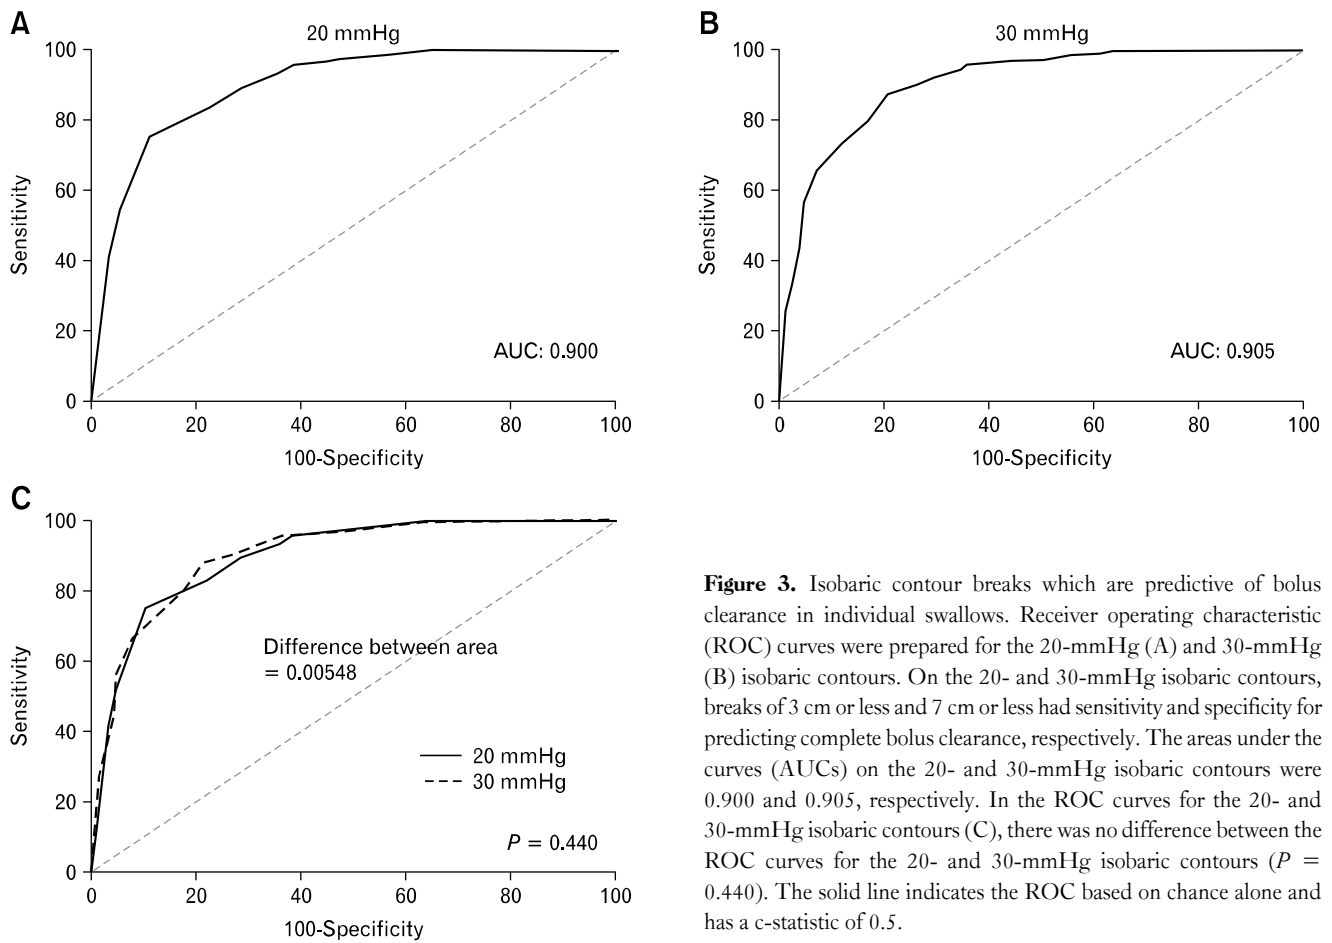 A
20 mmHg
100
80
60
40
20
0
Sensitivity
AUC: 0.900
0 20 40 60 80 100
100-Specificity
B
30 mmHg
100
80
60
40
20
0
Sensitivity
AUC: 0.905
0 20 40 60 80 100
100-Specificity
C
100
80
60
40
20
0
Sensitivity
Difference between area
= 0.00548
20 mmHg
30 mmHg
P = 0.440
0 20 40 60 80 100
100-Specificity
Figure 3. Isobaric contour breaks which are predictive of bolus
clearance in individual swallows. Receiver operating characteristic
(ROC) curves were prepared for the 20-mmHg (A) and 30-mmHg
(B) isobaric contours. On the 20- and 30-mmHg isobaric contours,
breaks of 3 cm or less and 7 cm or less had sensitivity and specificity for
predicting complete bolus clearance, respectively. The areas under the
curves (AUCs) on the 20- and 30-mmHg isobaric contours were
0.900 and 0.905, respectively. In the ROC curves for the 20- and
30-mmHg isobaric contours (C), there was no difference between the
ROC curves for the 20- and 30-mmHg isobaric contours (P =
0.440). The solid line indicates the ROC based on chance alone and
has a c-statistic of 0.5.